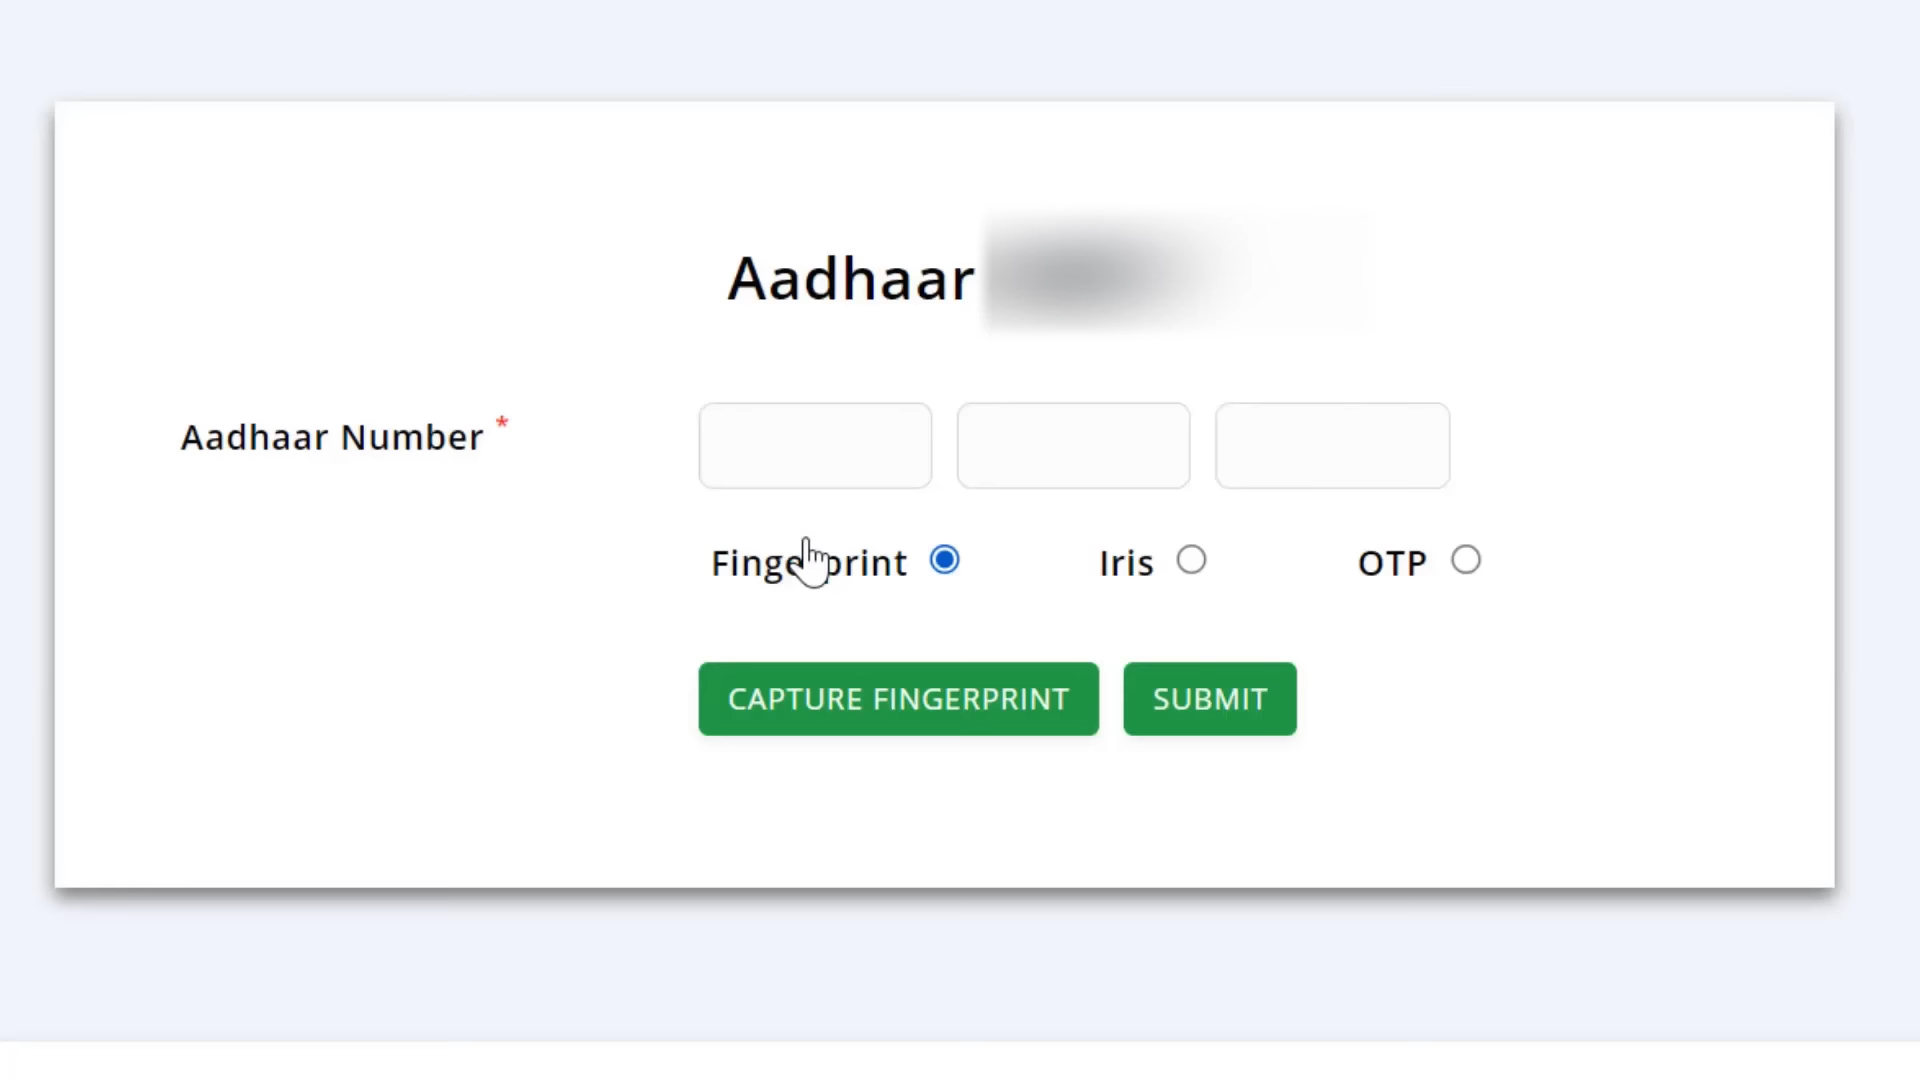 Aadhaar
Aadhaar Number *
Fingerprint Iris OTP
CAPTURE FINGERPRINT SUBMIT